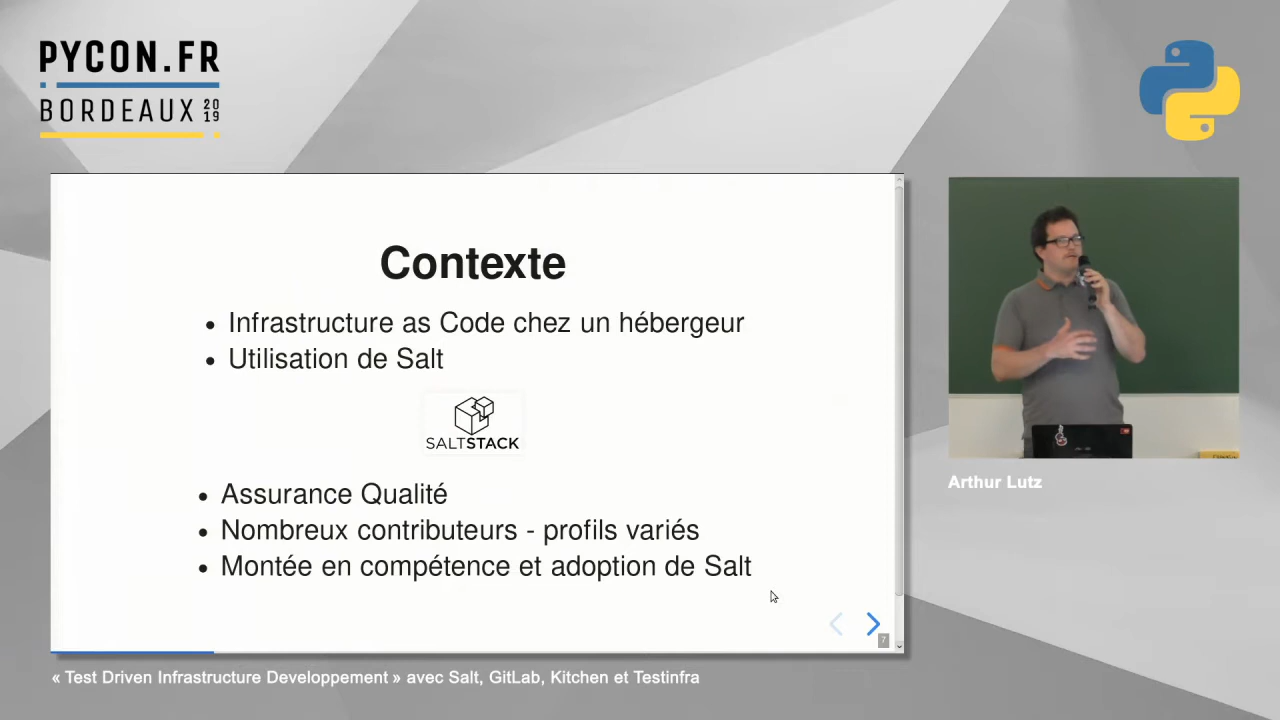 PYCON.FR
BORDEAUX 20 19
Contexte
Infrastructure as Code chez un hébergeur
Utilisation de Salt
SALTSTACK
Assurance Qualité
Nombreux contributeurs - profils variés
Montée en compétence et adoption de Salt
7
Arthur Lutz
« Test Driven Infrastructure Developpement » avec Salt, GitLab, Kitchen et Testinfra